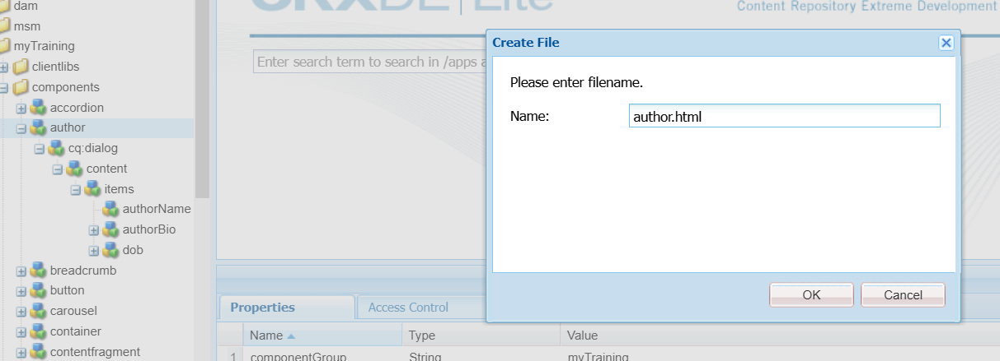 dam
msm
myTraining
clientlibs
components
accordion
author
cq:dialog
content
items
authorName
authorBio
dob
breadcrumb
button
carousel
container
contentfragment
CRXDE | Lite
Content Repository Extreme Development
Enter search term to search in /apps a
Create File
Please enter filename.
Name: author.html
OK Cancel
Properties Access Control
Name Type Value
1 componentGroup String myTraining